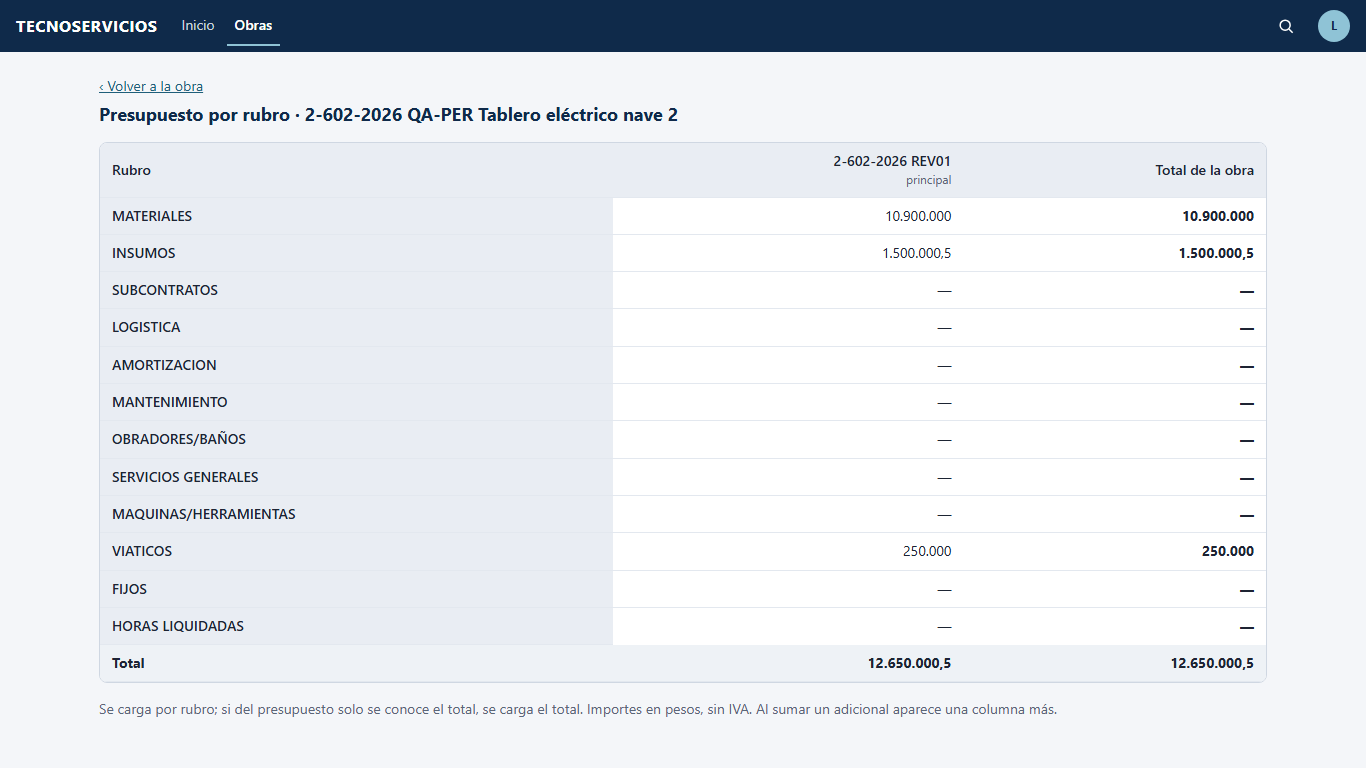 TECNOSERVICIOS Inicio Obras L
‹ Volver a la obra
Presupuesto por rubro · 2-602-2026 QA-PER Tablero eléctrico nave 2
Rubro 2-602-2026 REV01 principal Total de la obra
MATERIALES 10.900.000 10.900.000
INSUMOS 1.500.000,5 1.500.000,5
SUBCONTRATOS — —
LOGISTICA — —
AMORTIZACION — —
MANTENIMIENTO — —
OBRADORES/BAÑOS — —
SERVICIOS GENERALES — —
MAQUINAS/HERRAMIENTAS — —
VIATICOS 250.000 250.000
FIJOS — —
HORAS LIQUIDADAS — —
Total 12.650.000,5 12.650.000,5
Se carga por rubro; si del presupuesto solo se conoce el total, se carga el total. Importes en pesos, sin IVA. Al sumar un adicional aparece una columna más.